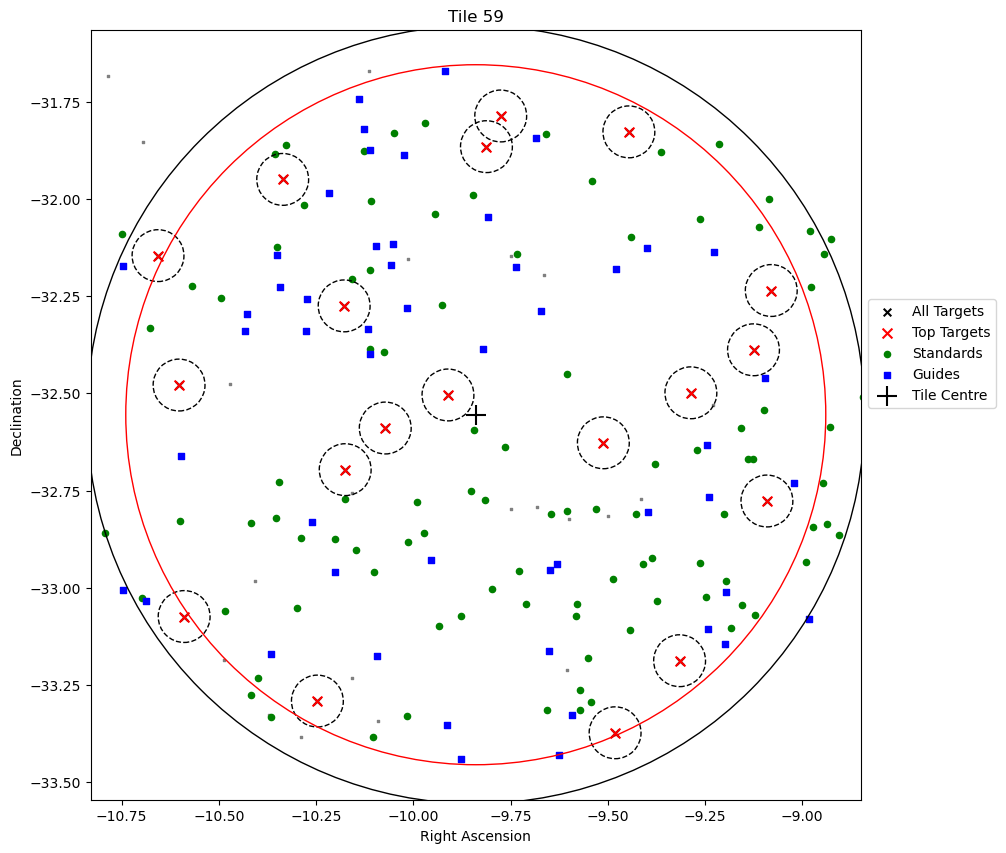 Tile 59
−31.75
−32.00
−32.25
−32.50
−32.75
−33.00
−33.25
−33.50
Declination
−10.75 −10.50 −10.25 −10.00 −9.75 −9.50 −9.25 −9.00
Right Ascension
All Targets
Top Targets
Standards
Guides
Tile Centre